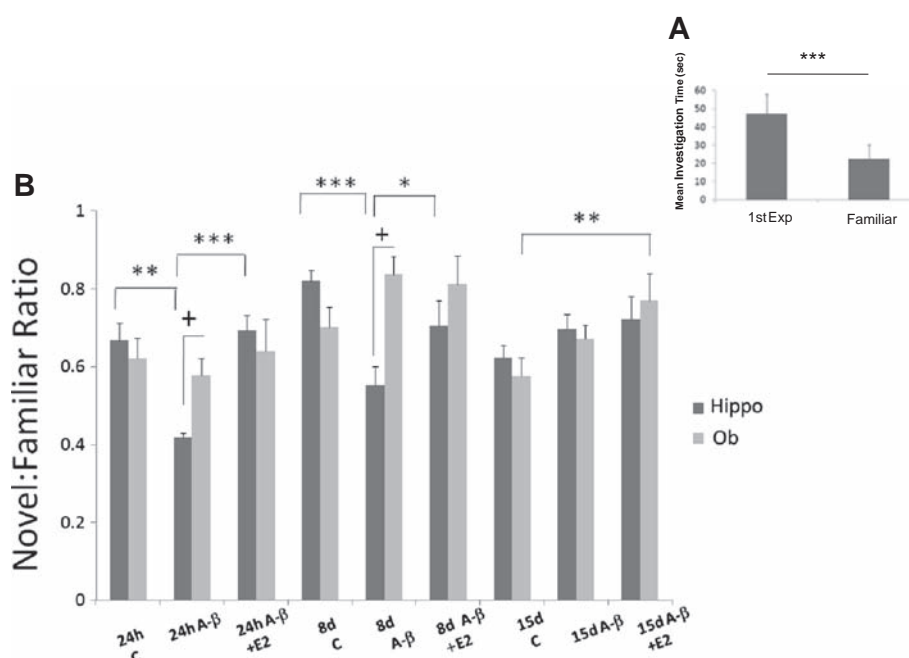 A
***
Mean Investigation Time (sec)
60
50
40
30
20
10
0
1st Exp Familiar
B
*** *
**
** ***
+
+
Novel:Familiar Ratio
1
0.8
0.6
0.4
0.2
0
Hippo
Ob
24h C
24h A-β
24h A-β +E2
8d C
8d A-β
8d A-β +E2
15d C
15d A-β
15d A-β +E2